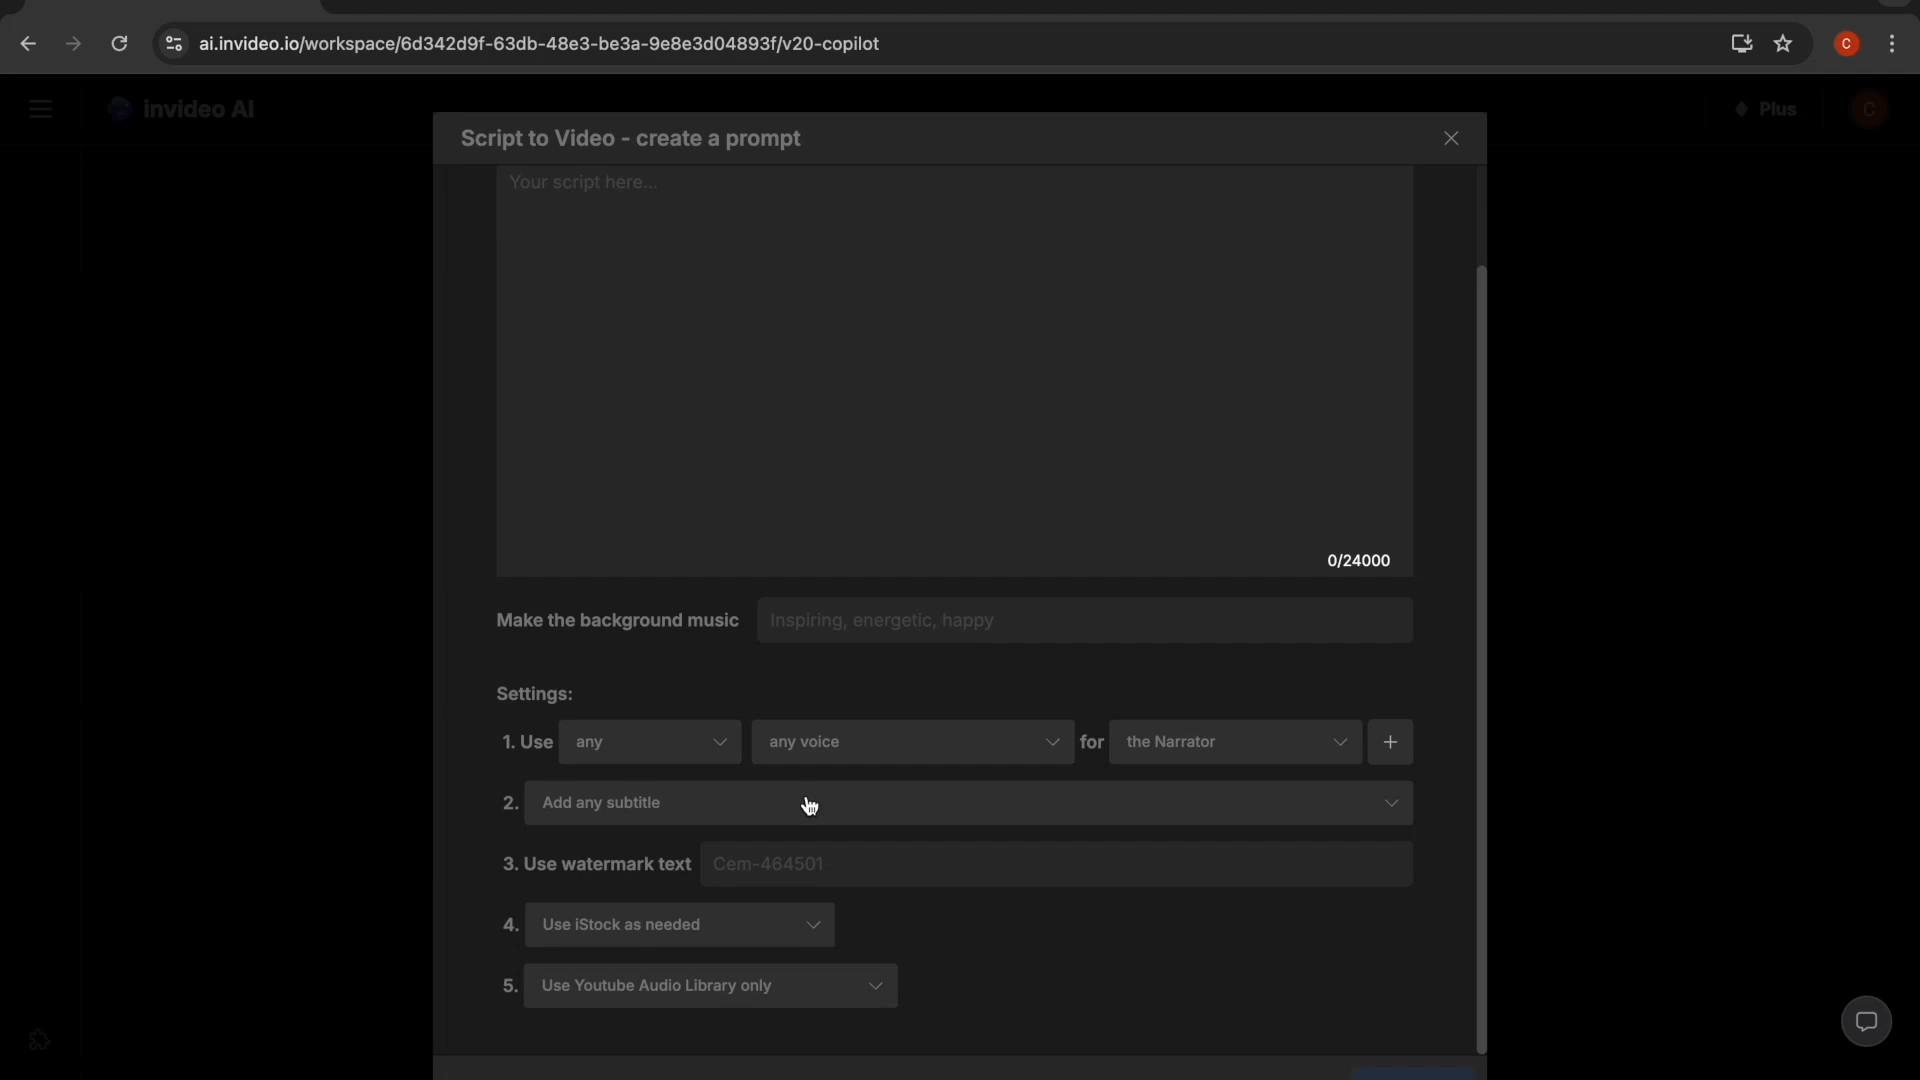 ai.invideo.io/workspace/6d342d9f-63db-48e3-be3a-9e8e3d04893f/v20-copilot
C
invideo AI
Plus
C
Script to Video - create a prompt
Your script here...
0/24000
Make the background music
Inspiring, energetic, happy
Settings:
1. Use any any voice for the Narrator +
2. Add any subtitle
3. Use watermark text Cem-464501
4. Use iStock as needed
5. Use Youtube Audio Library only